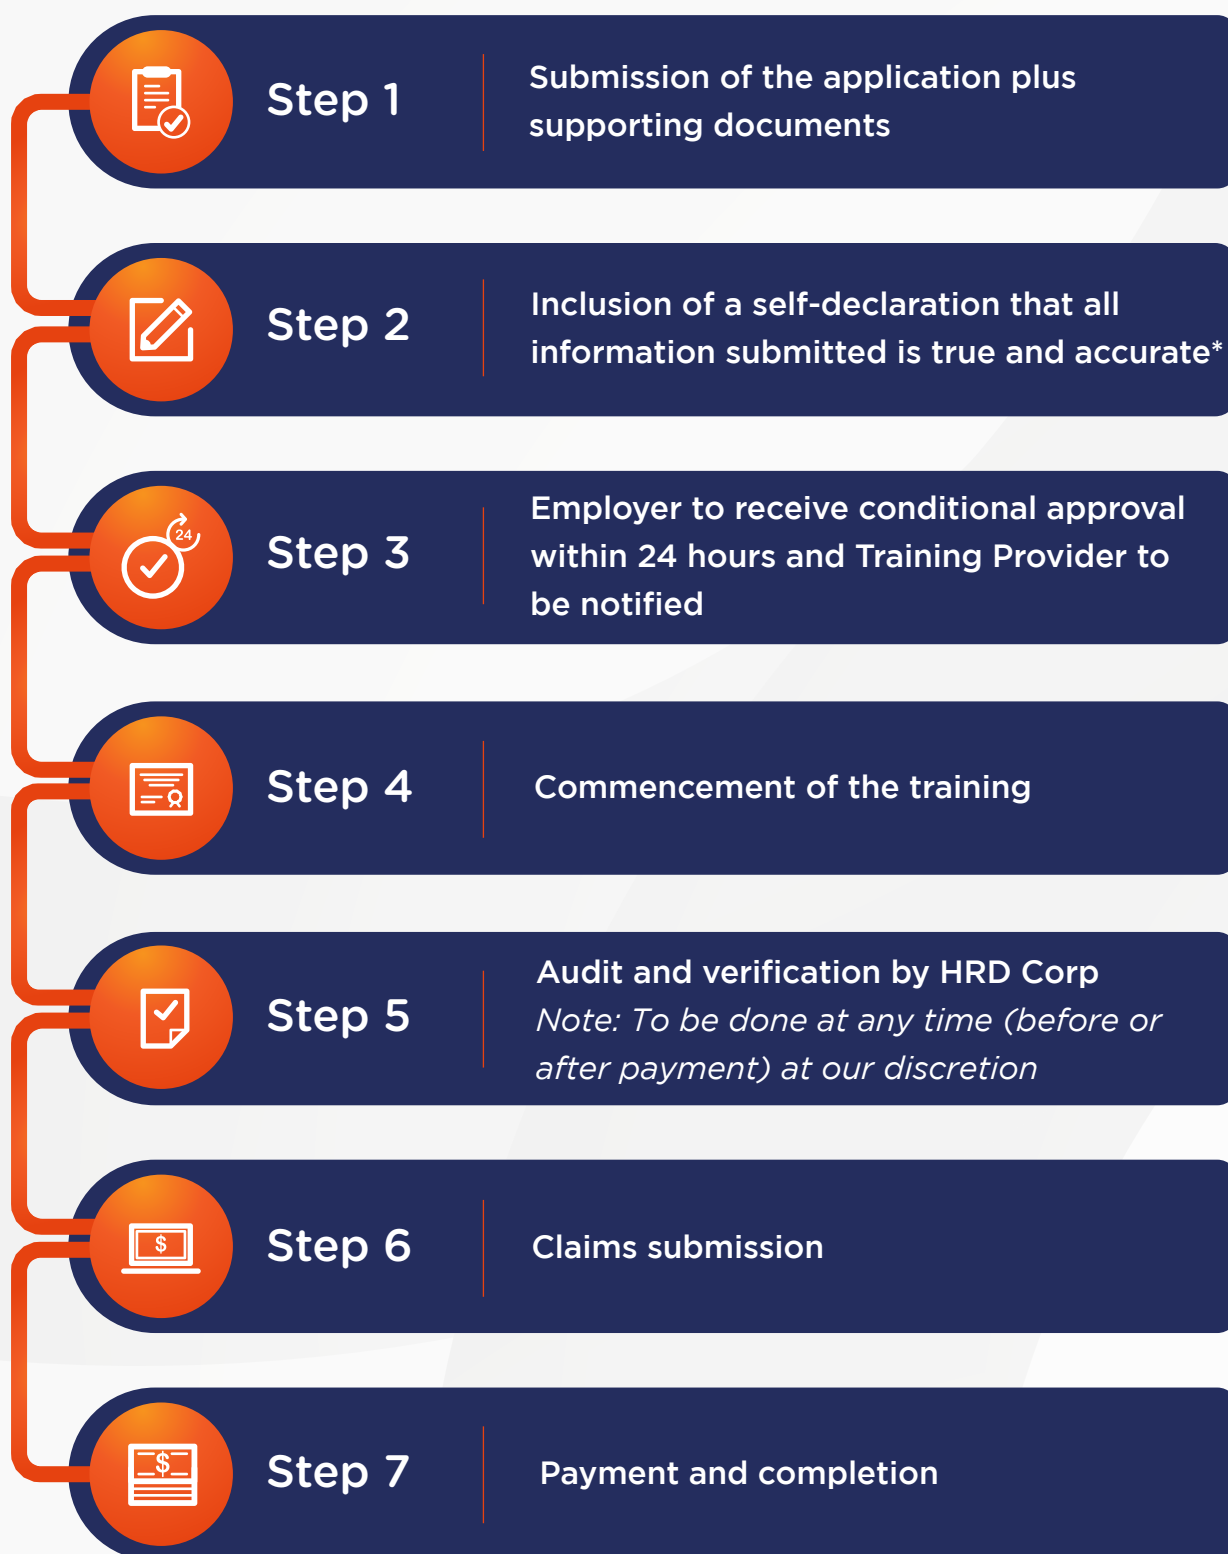 Step 1
Submission of the application plus
supporting documents
Step 2
Inclusion of a self-declaration that all
information submitted is true and accurate*
24
Step 3
Employer to receive conditional approval
within 24 hours and Training Provider to
be notified
Step 4
Commencement of the training
Step 5
Audit and verification by HRD Corp
Note: To be done at any time (before or
after payment) at our discretion
$
Step 6
Claims submission
$
Step 7
Payment and completion